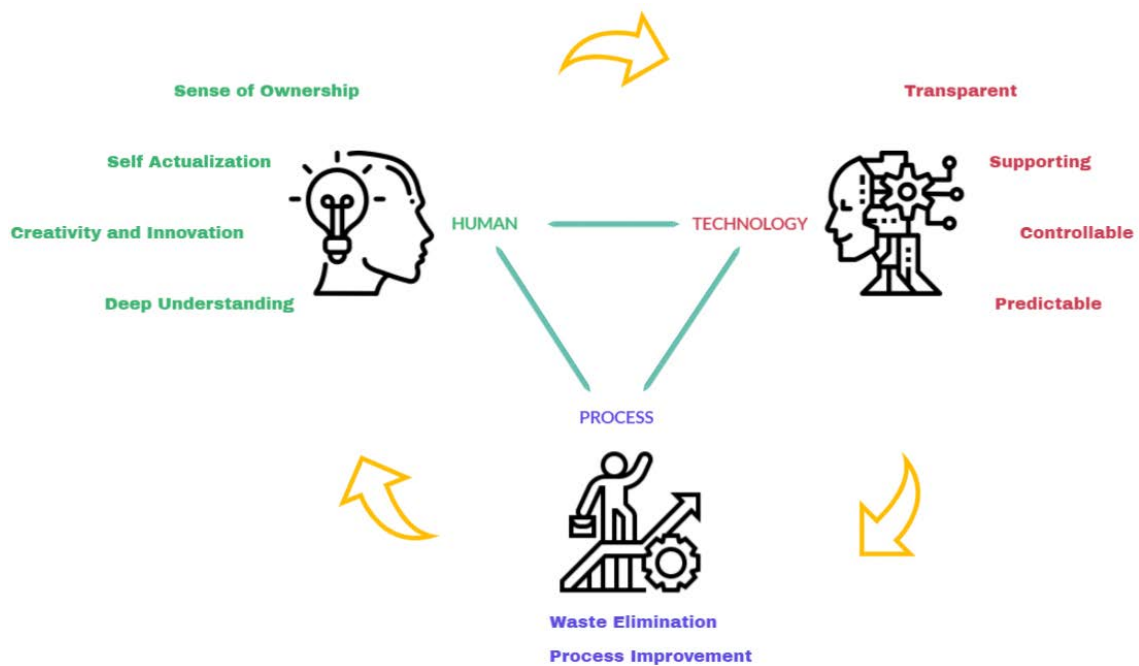 Sense of Ownership
Transparent
Self Actualization
Supporting
HUMAN
TECHNOLOGY
Creativity and Innovation
Controllable
Deep Understanding
Predictable
PROCESS
Waste Elimination
Process Improvement